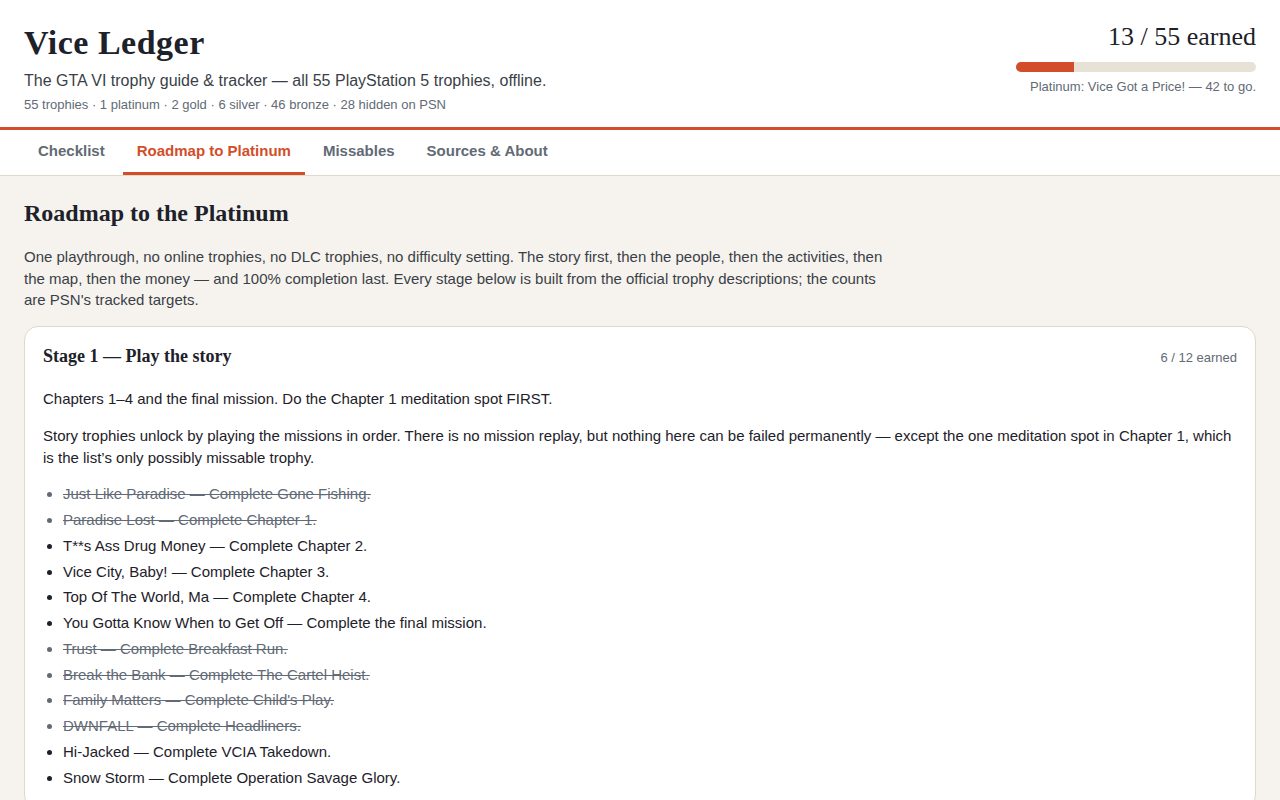 Vice Ledger
The GTA VI trophy guide & tracker — all 55 PlayStation 5 trophies, offline.
55 trophies · 1 platinum · 2 gold · 6 silver · 46 bronze · 28 hidden on PSN
13 / 55 earned
Platinum: Vice Got a Price! — 42 to go.
Checklist
Roadmap to Platinum
Missables
Sources & About
Roadmap to the Platinum
One playthrough, no online trophies, no DLC trophies, no difficulty setting. The story first, then the people, then the activities, then
the map, then the money — and 100% completion last. Every stage below is built from the official trophy descriptions; the counts
are PSN's tracked targets.
Stage 1 — Play the story
6 / 12 earned
Chapters 1–4 and the final mission. Do the Chapter 1 meditation spot FIRST.
Story trophies unlock by playing the missions in order. There is no mission replay, but nothing here can be failed permanently — except the one meditation spot in Chapter 1, which
is the list's only possibly missable trophy.
Just Like Paradise — Complete Gone Fishing.
Paradise Lost — Complete Chapter 1.
T**s Ass Drug Money — Complete Chapter 2.
Vice City, Baby! — Complete Chapter 3.
Top Of The World, Ma — Complete Chapter 4.
You Gotta Know When to Get Off — Complete the final mission.
Trust — Complete Breakfast Run.
Break the Bank — Complete The Cartel Heist.
Family Matters — Complete Child's Play.
DWNFALL — Complete Headliners.
Hi-Jacked — Complete VCIA Takedown.
Snow Storm — Complete Operation Savage Glory.